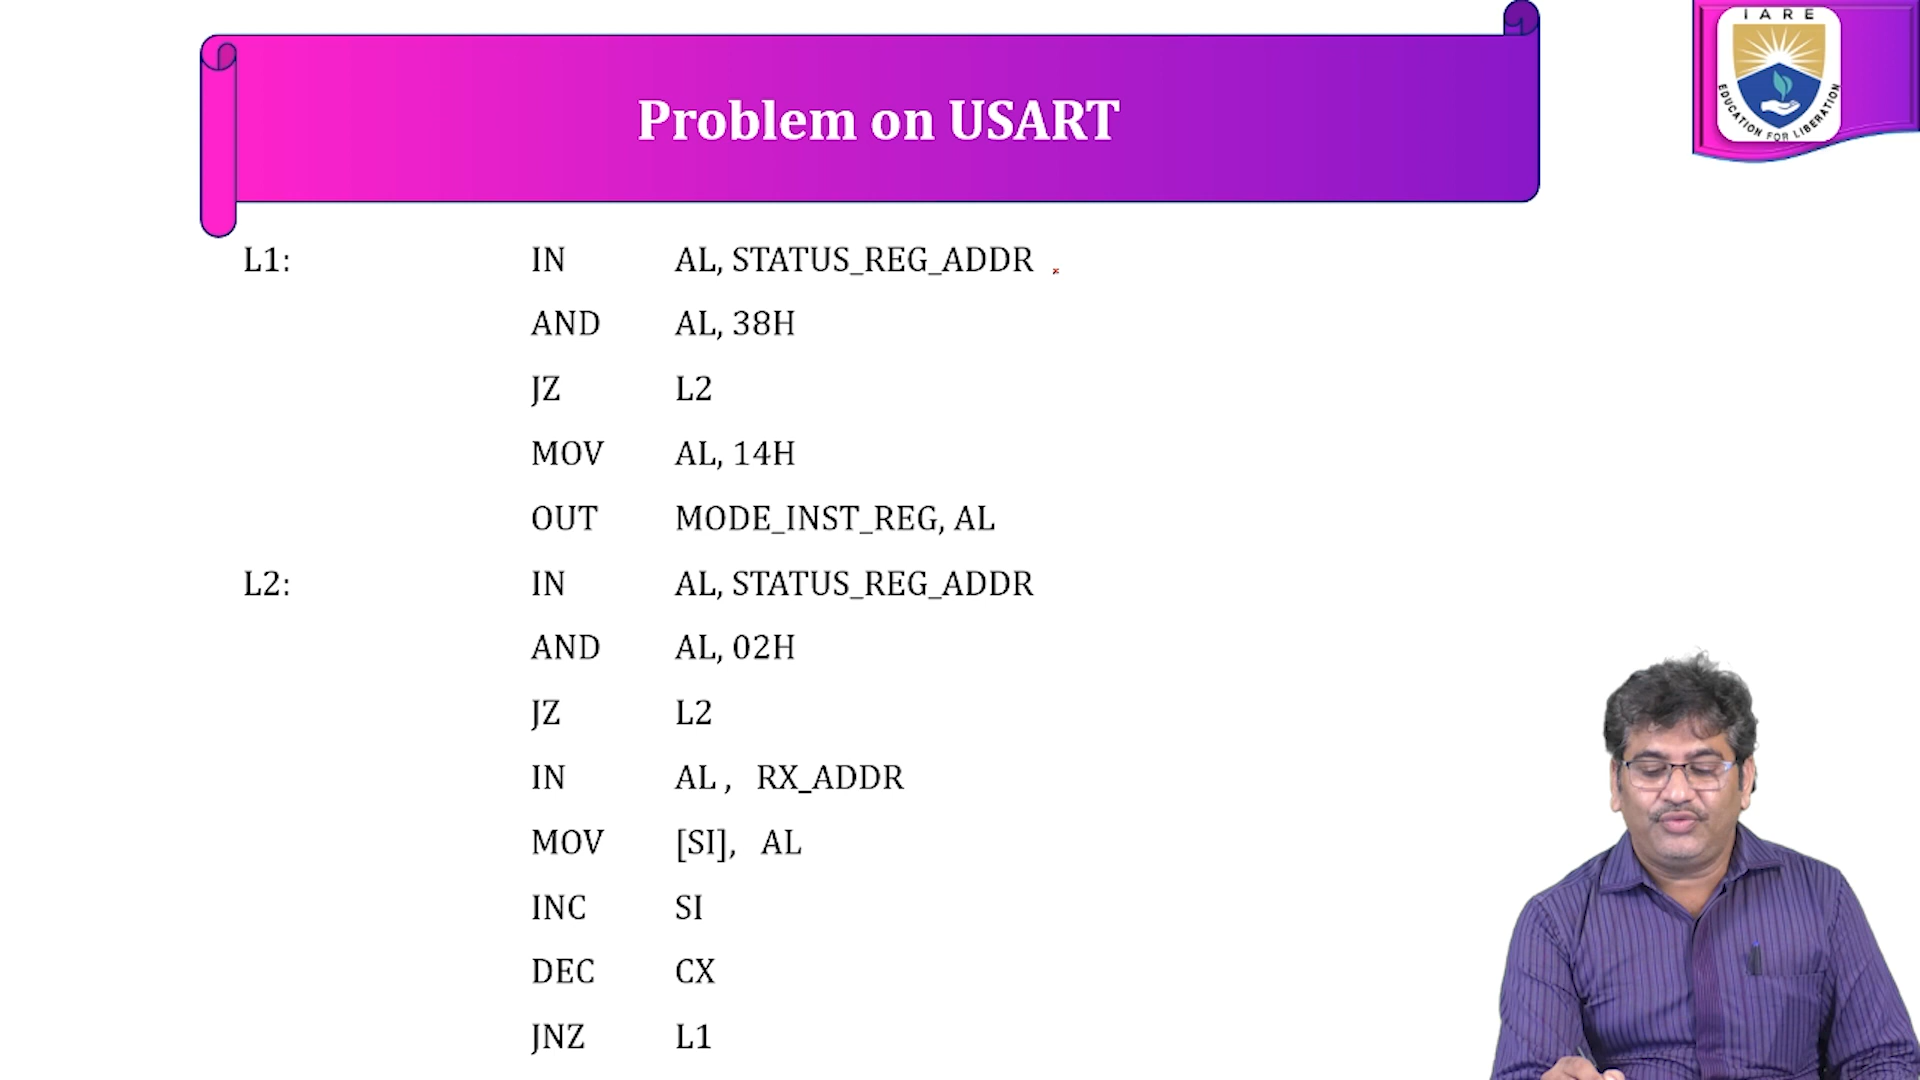 I A R E
EDUCATION FOR LIBERATION
Problem on USART
L1: IN AL, STATUS_REG_ADDR
AND AL, 38H
JZ L2
MOV AL, 14H
OUT MODE_INST_REG, AL
L2: IN AL, STATUS_REG_ADDR
AND AL, 02H
JZ L2
IN AL , RX_ADDR
MOV [SI], AL
INC SI
DEC CX
JNZ L1